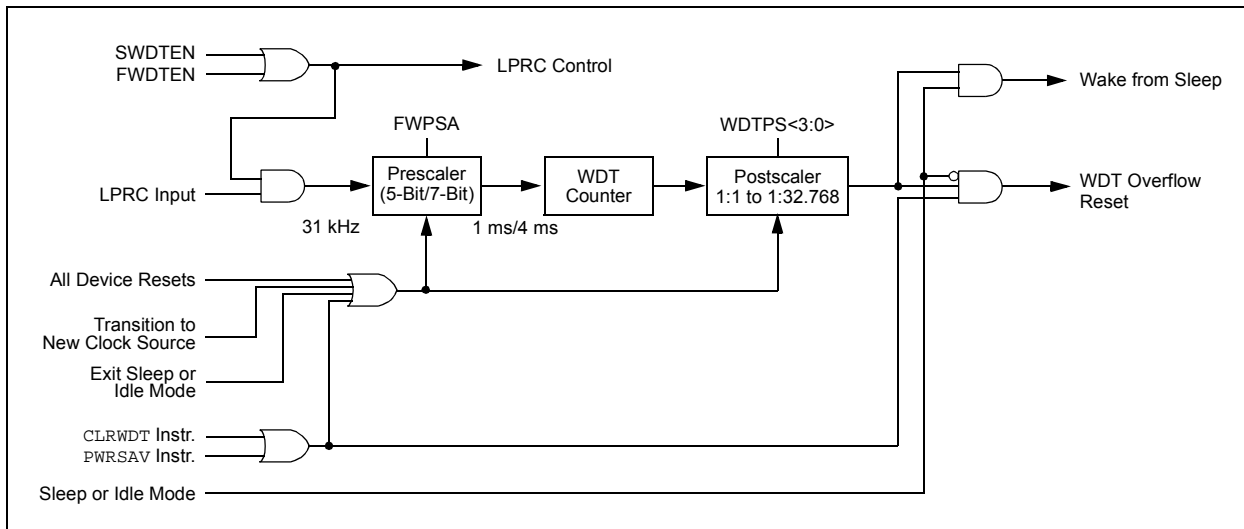 SWDTEN
FWDTEN
LPRC Control
Wake from Sleep
FWPSA
WDTPS<3:0>
LPRC Input
Prescaler
(5-Bit/7-Bit)
WDT
Counter
Postscaler
1:1 to 1:32.768
WDT Overflow
Reset
31 kHz
1 ms/4 ms
All Device Resets
Transition to
New Clock Source
Exit Sleep or
Idle Mode
CLRWDT Instr.
PWRSAV Instr.
Sleep or Idle Mode